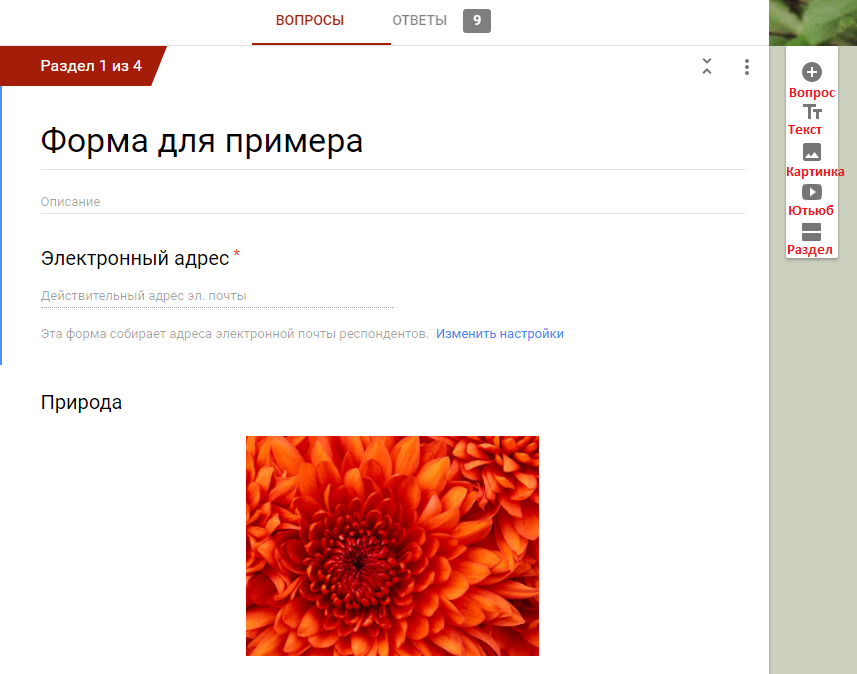 ВОПРОСЫ
ОТВЕТЫ 9
Раздел 1 из 4
Форма для примера
Описание
Электронный адрес *
Действительный адрес эл. почты
Эта форма собирает адреса электронной почты респондентов. Изменить настройки
Природа
Вопрос
Tт
Текст
Картинка
Ютьюб
Раздел